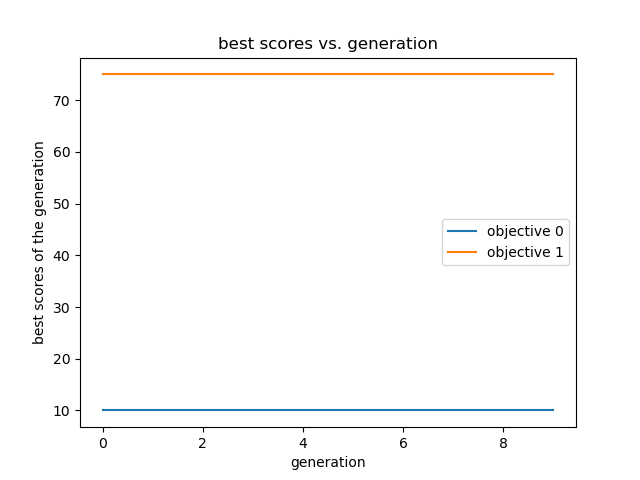 best scores vs. generation
best scores of the generation
70
60
50
40
30
20
10
objective 0
objective 1
0 2 4 6 8
generation